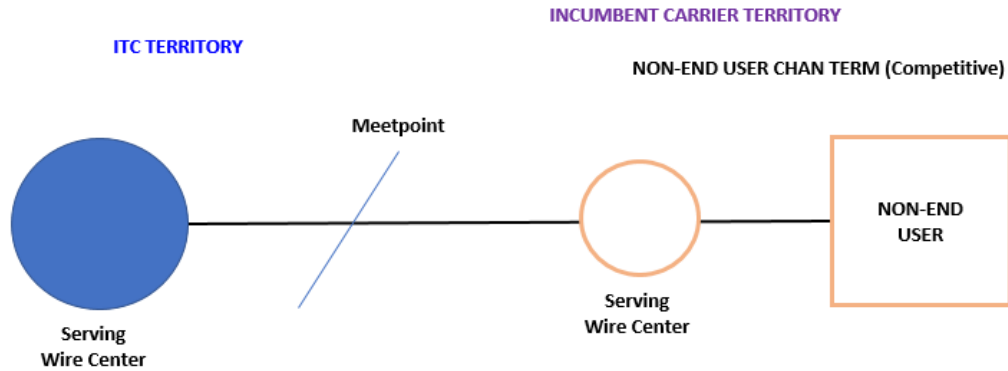 INCUMBENT CARRIER TERRITORY
ITC TERRITORY
NON-END USER CHAN TERM (Competitive)
Meetpoint
NON-END
USER
Serving
Wire Center
Serving
Wire Center